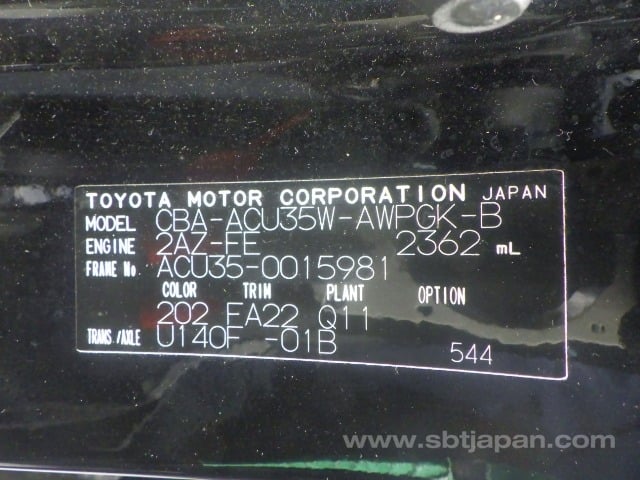 TOYOTA MOTOR CORPORATION JAPAN
MODEL CBA-ACU35W-AWPGK-B
ENGINE 2AZ-FE 2362 mL
FRAME No ACU35-0015981
COLOR TRIM PLANT OPTION
202 FA22 Q11
TRANS./AXLE U140F -01B 544
www.sbtjapan.com